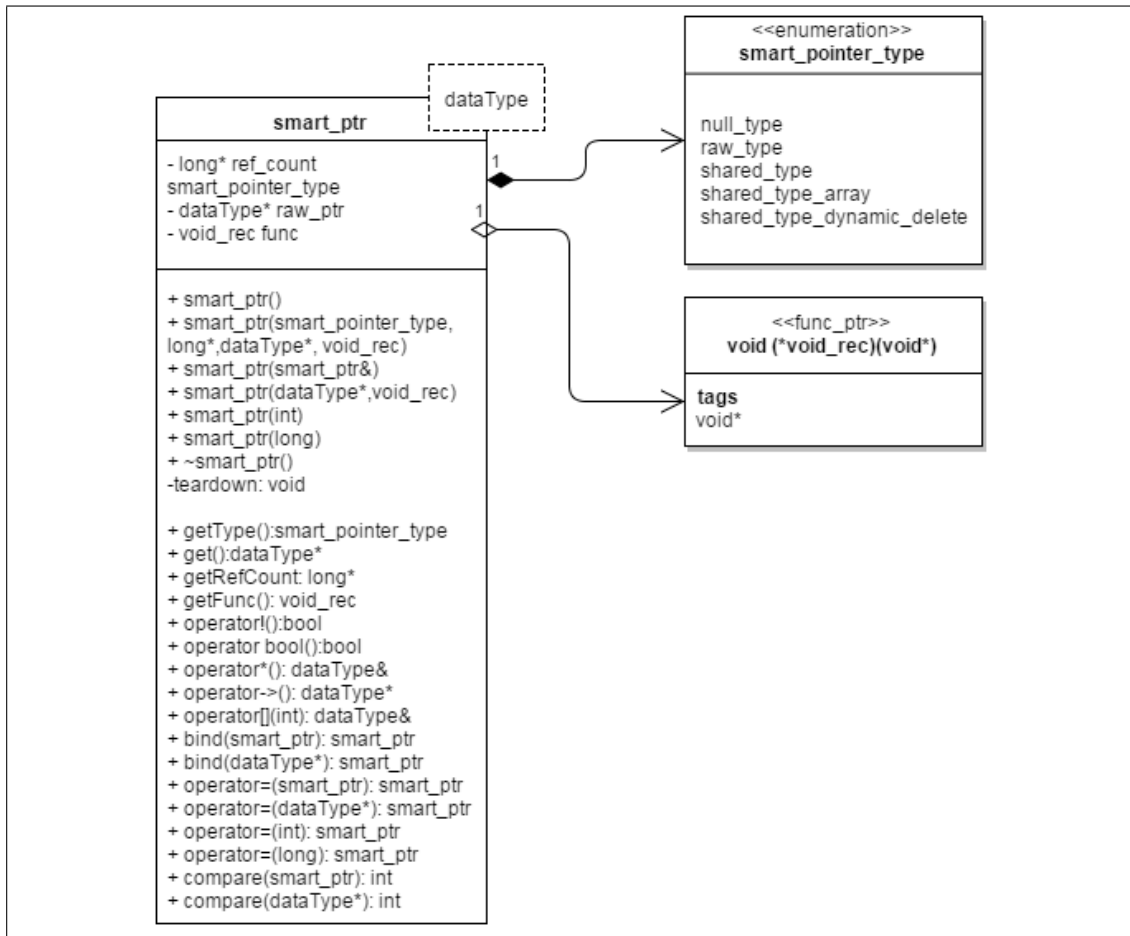 dataType
smart_ptr
- long* ref_count
smart_pointer_type
- dataType* raw_ptr
- void_rec func
+ smart_ptr()
+ smart_ptr(smart_pointer_type,
long*,dataType*, void_rec)
+ smart_ptr(smart_ptr&)
+ smart_ptr(dataType*,void_rec)
+ smart_ptr(int)
+ smart_ptr(long)
+ ~smart_ptr()
-teardown: void
+ getType():smart_pointer_type
+ get():dataType*
+ getRefCount: long*
+ getFunc(): void_rec
+ operator!():bool
+ operator bool():bool
+ operator*(): dataType&
+ operator->(): dataType*
+ operator[](int): dataType&
+ bind(smart_ptr): smart_ptr
+ bind(dataType*): smart_ptr
+ operator=(smart_ptr): smart_ptr
+ operator=(dataType*): smart_ptr
+ operator=(int): smart_ptr
+ operator=(long): smart_ptr
+ compare(smart_ptr): int
+ compare(dataType*): int
1
1
<<enumeration>>
smart_pointer_type
null_type
raw_type
shared_type
shared_type_array
shared_type_dynamic_delete
<<func_ptr>>
void (*void_rec)(void*)
tags
void*